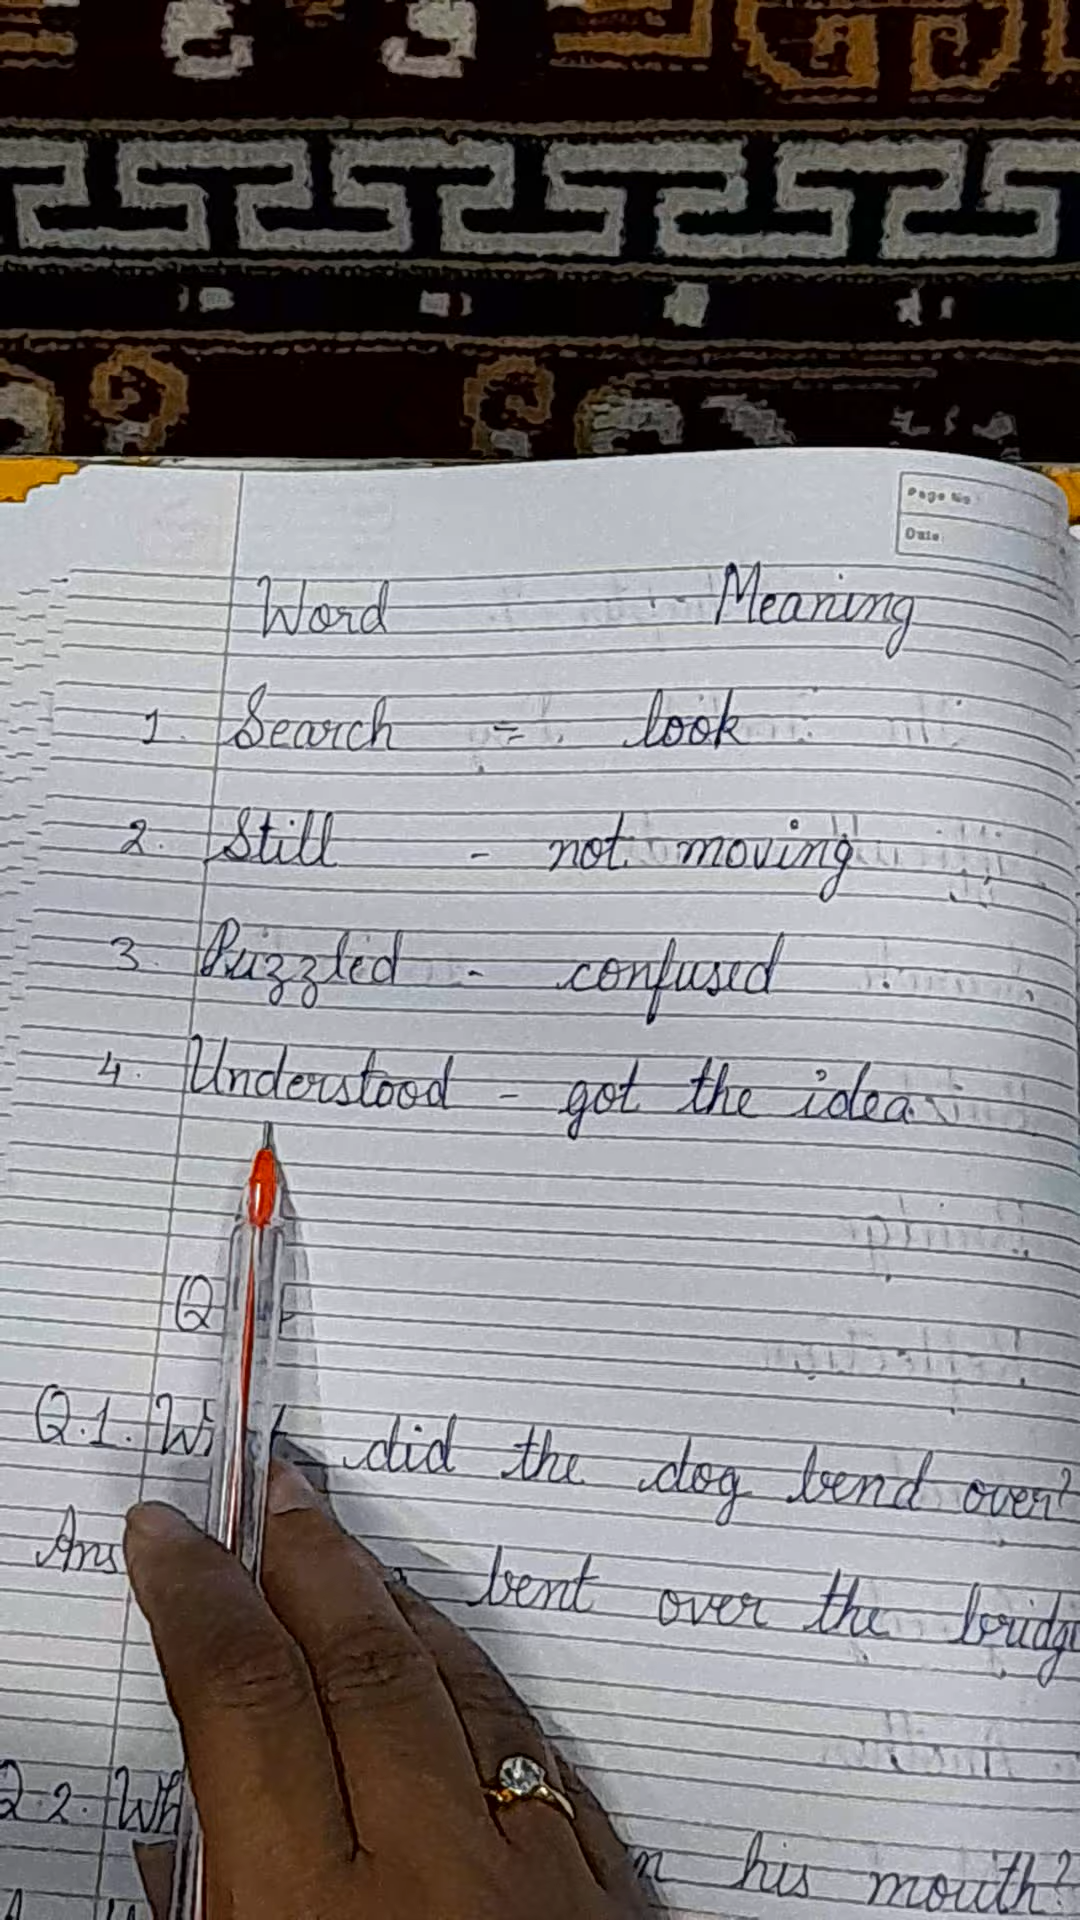 Page No
Date
Word Meaning
1. Search - look
2. Still - not moving
3. Puzzled - confused
4. Understood - got the idea
Q
Q.1. did the dog bend over?
Ans bent over the
Q.2. his mouth?